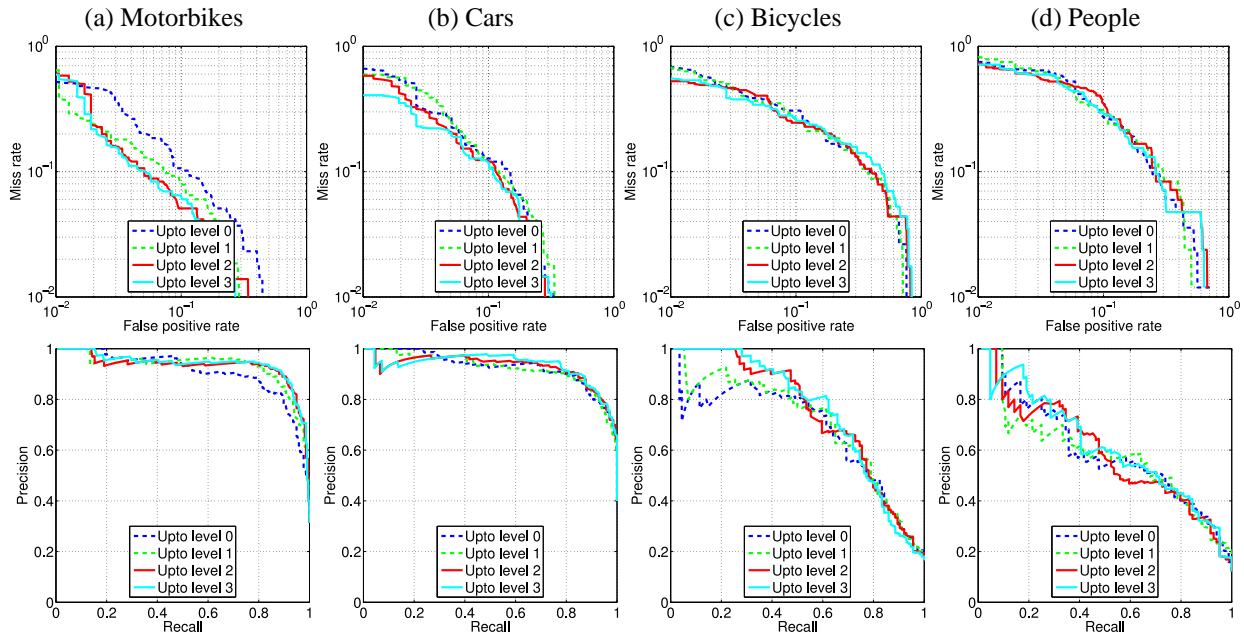 (a) Motorbikes
(b) Cars
(c) Bicycles
(d) People
10^0
10^-1
10^-2
Miss rate
10^-2 10^-1 10^0
False positive rate
Upto level 0
Upto level 1
Upto level 2
Upto level 3
10^0
10^-1
10^-2
Miss rate
10^-2 10^-1 10^0
False positive rate
Upto level 0
Upto level 1
Upto level 2
Upto level 3
10^0
10^-1
10^-2
Miss rate
10^-2 10^-1 10^0
False positive rate
Upto level 0
Upto level 1
Upto level 2
Upto level 3
10^0
10^-1
10^-2
Miss rate
10^-2 10^-1 10^0
False positive rate
Upto level 0
Upto level 1
Upto level 2
Upto level 3
1
0.8
0.6
0.4
0.2
0
Precision
0 0.2 0.4 0.6 0.8 1
Recall
Upto level 0
Upto level 1
Upto level 2
Upto level 3
1
0.8
0.6
0.4
0.2
0
Precision
0 0.2 0.4 0.6 0.8 1
Recall
Upto level 0
Upto level 1
Upto level 2
Upto level 3
1
0.8
0.6
0.4
0.2
0
Precision
0 0.2 0.4 0.6 0.8 1
Recall
Upto level 0
Upto level 1
Upto level 2
Upto level 3
1
0.8
0.6
0.4
0.2
0
Precision
0 0.2 0.4 0.6 0.8 1
Recall
Upto level 0
Upto level 1
Upto level 2
Upto level 3